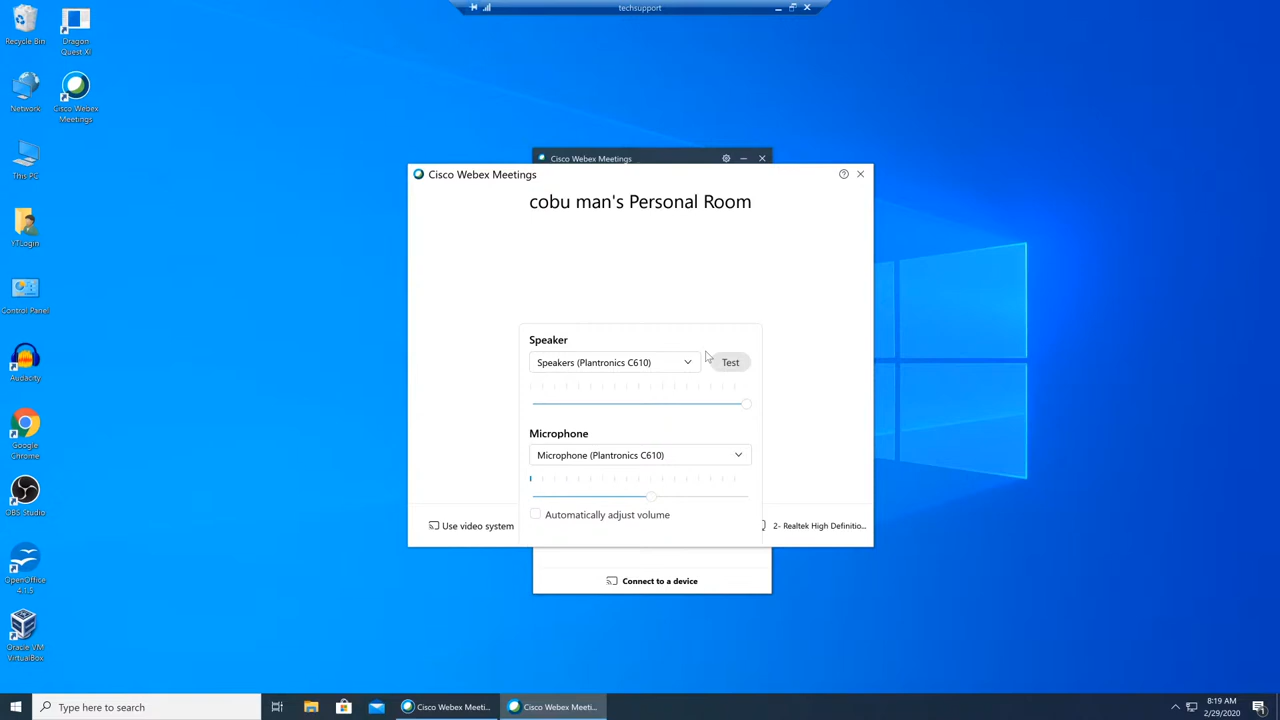 techsupport
Recycle Bin
Dragon
Quest XI
Network
Cisco Webex
Meetings
This PC
YTLogin
Control Panel
Audacity
Google
Chrome
OBS Studio
OpenOffice
4.1.5
Oracle VM
VirtualBox
Cisco Webex Meetings
Cisco Webex Meetings
cobu man's Personal Room
Speaker
Speakers (Plantronics C610)
Test
Microphone
Microphone (Plantronics C610)
Automatically adjust volume
Use video system
2- Realtek High Definitio...
Connect to a device
Type here to search
Cisco Webex Meeti...
Cisco Webex Meeti...
8:19 AM
2/29/2020